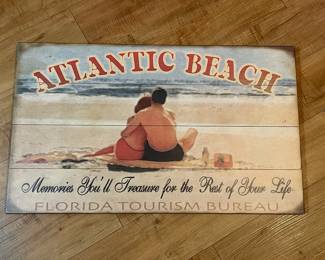 ATLANTIC BEACH
Memories You'll Treasure for the Rest of Your Life
FLORIDA TOURISM BUREAU